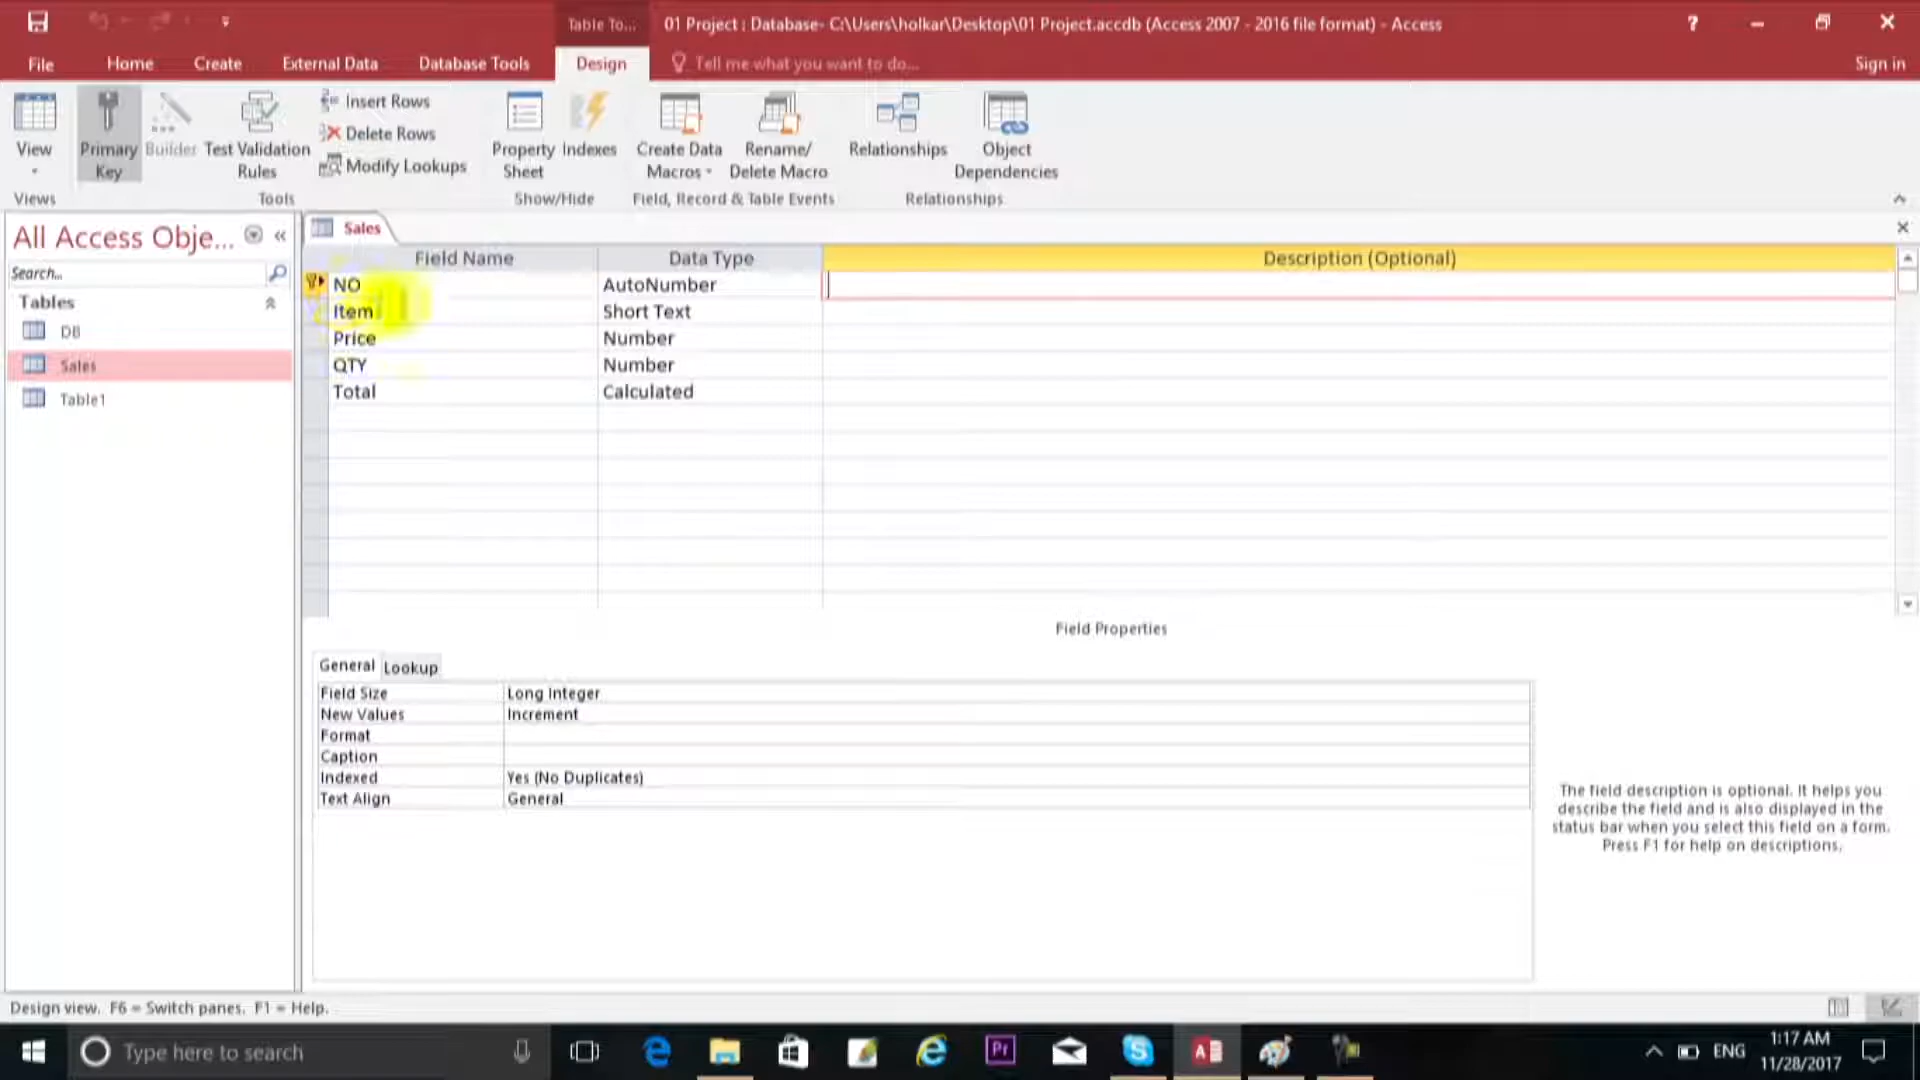 Table To...
01 Project : Database- C:\Users\holkar\Desktop\01 Project.accdb (Access 2007 - 2016 file format) - Access
?
File
Home
Create
External Data
Database Tools
Design
Tell me what you want to do...
Sign in
View
Primary Key
Builder
Test Validation Rules
Insert Rows
Delete Rows
Modify Lookups
Property Sheet
Indexes
Create Data Macros
Rename/ Delete Macro
Relationships
Object Dependencies
Views
Tools
Show/Hide
Field, Record & Table Events
Relationships
All Access Obje...
Search...
Tables
DB
Sales
Table1
Sales
Field Name Data Type Description (Optional)
NO AutoNumber
Item Short Text
Price Number
QTY Number
Total Calculated
Field Properties
General Lookup
Field Size Long Integer
New Values Increment
Format
Caption
Indexed Yes (No Duplicates)
Text Align General
The field description is optional. It helps you
describe the field and is also displayed in the
status bar when you select this field on a form.
Press F1 for help on descriptions.
Design view. F6 = Switch panes. F1 = Help.
Type here to search
Pr
ENG
1:17 AM
11/28/2017